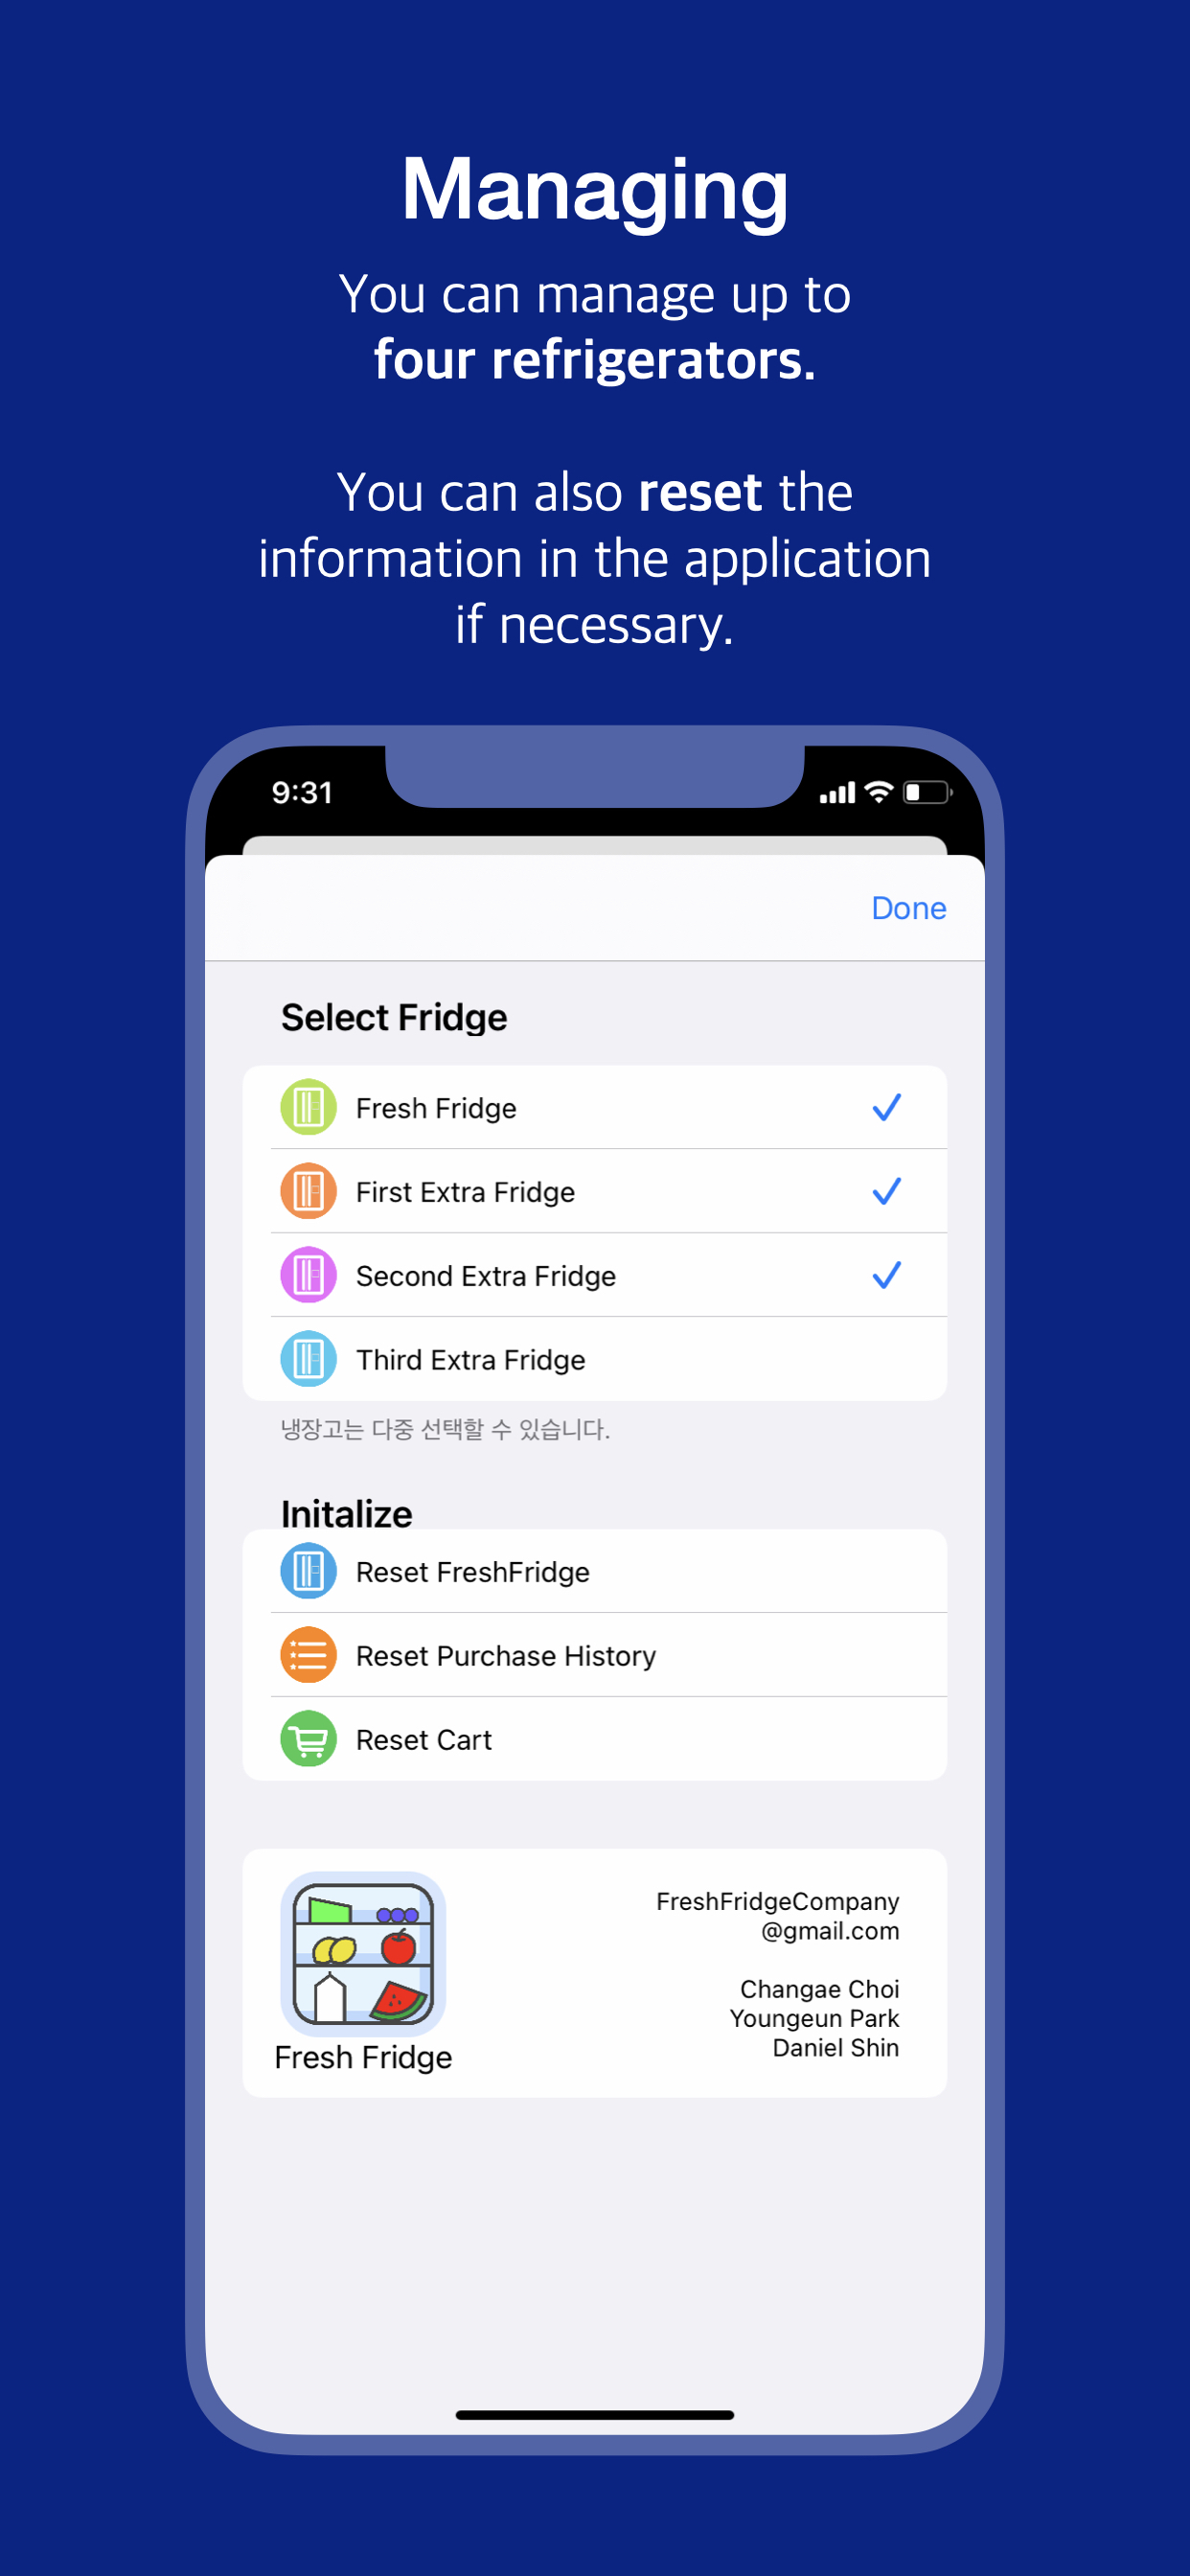 Managing
You can manage up to
four refrigerators.
You can also reset the
information in the application
if necessary.
9:31
Done
Select Fridge
Fresh Fridge
First Extra Fridge
Second Extra Fridge
Third Extra Fridge
냉장고는 다중 선택할 수 있습니다.
Initalize
Reset FreshFridge
Reset Purchase History
Reset Cart
FreshFridgeCompany
@gmail.com
Changae Choi
Youngeun Park
Daniel Shin
Fresh Fridge